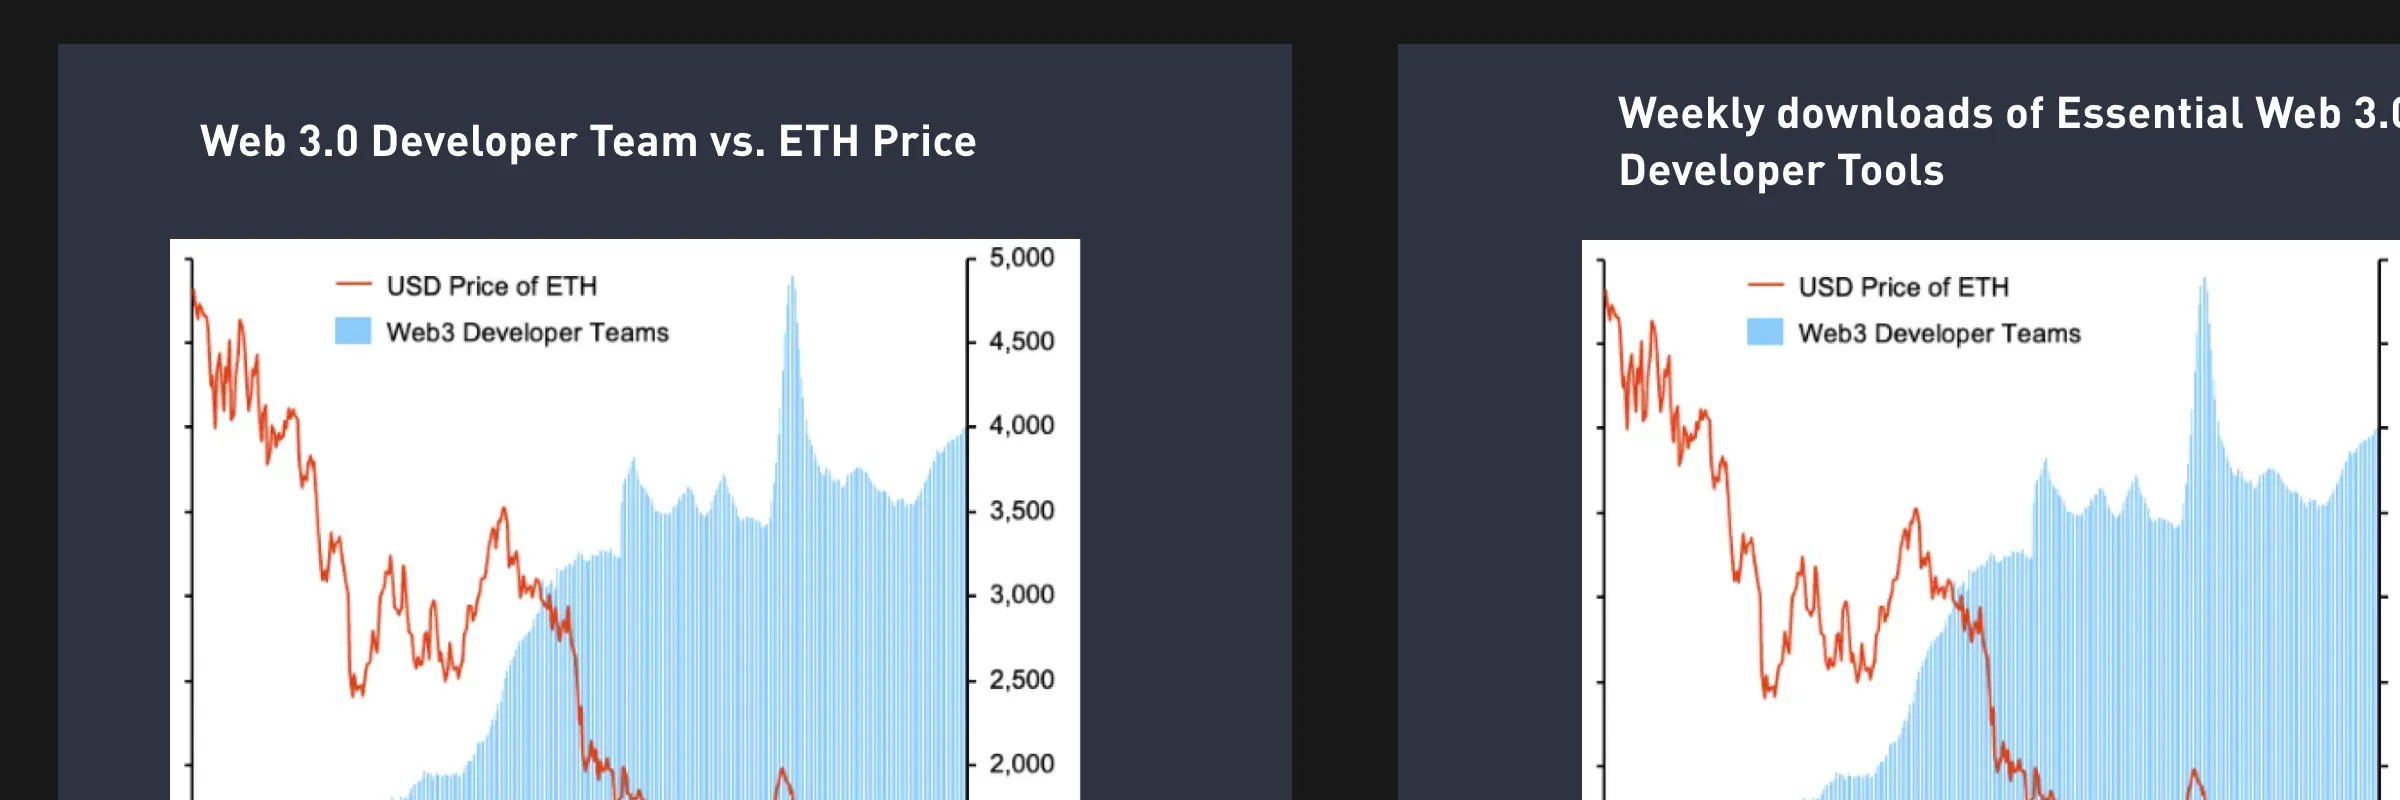 Web 3.0 Developer Team vs. ETH Price
USD Price of ETH
Web3 Developer Teams
5,000
4,500
4,000
3,500
3,000
2,500
2,000
Weekly downloads of Essential Web 3.0
Developer Tools
USD Price of ETH
Web3 Developer Teams